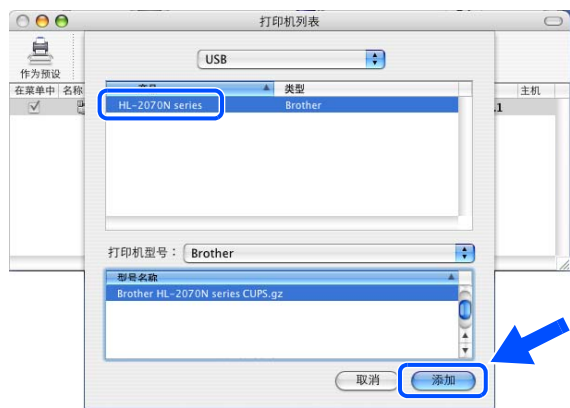 打印机列表
USB
作为预设
在菜单中 名称
类型
主机
HL-2070N series
Brother
.1
打印机型号：
Brother
型号名称
Brother HL-2070N series CUPS.gz
取消
添加